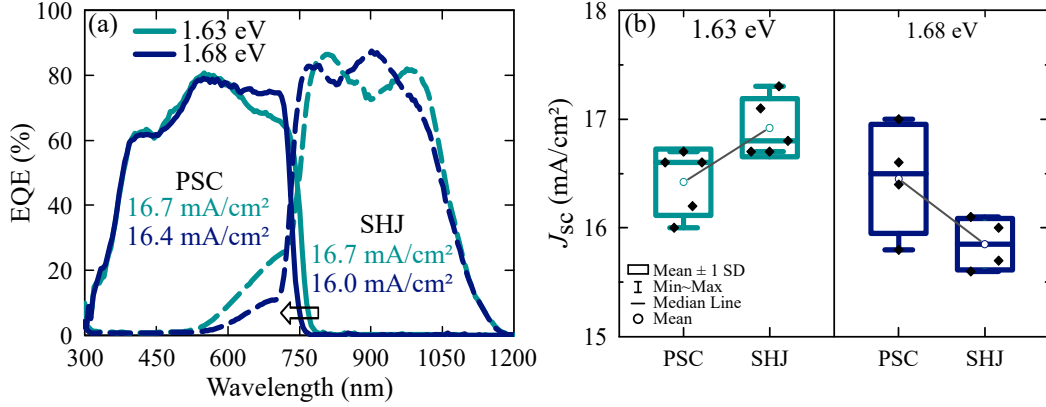 (a)
1.63 eV
1.68 eV
EQE (%)
100
80
60
40
20
0
PSC
16.7 mA/cm²
16.4 mA/cm²
SHJ
16.7 mA/cm²
16.0 mA/cm²
300
450
600
750
900
1050
1200
Wavelength (nm)
(b)
1.63 eV
1.68 eV
Jsc (mA/cm²)
18
17
16
15
Mean ± 1 SD
Min~Max
Median Line
Mean
PSC
SHJ
PSC
SHJ